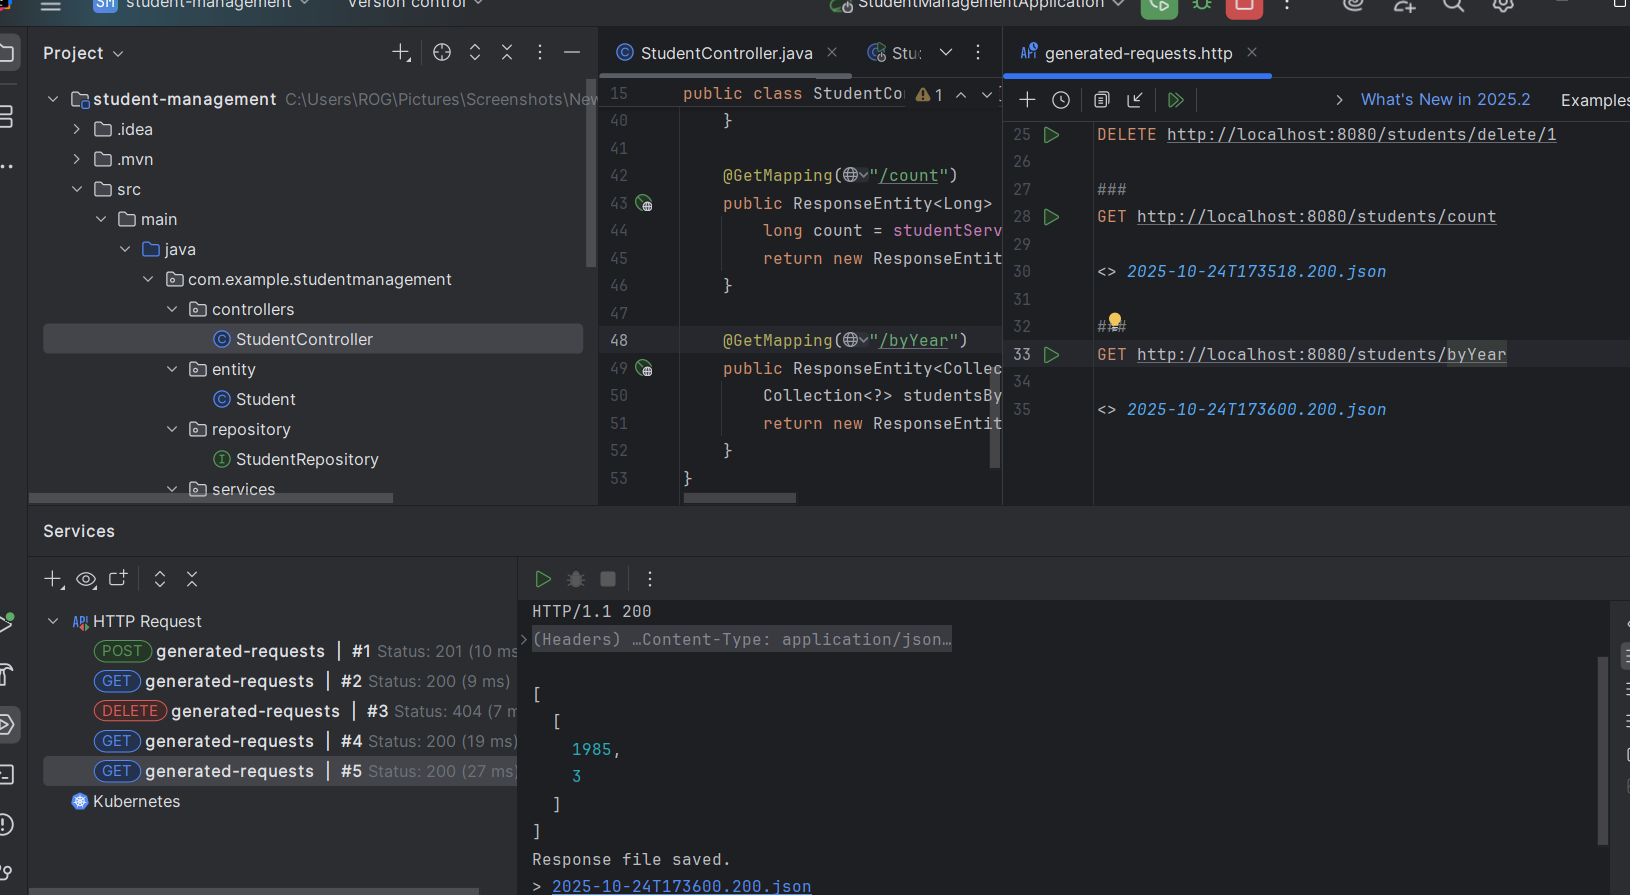 SM student-management
Version control
StudentManagementApplication
Project
student-management C:\Users\ROG\Pictures\Screenshots\New
.idea
.mvn
src
main
java
com.example.studentmanagement
controllers
StudentController
entity
Student
repository
StudentRepository
services
StudentController.java
Stu
15 public class StudentCo
1
40 }
41
42 @GetMapping("/count")
43 public ResponseEntity<Long>
44 long count = studentServ
45 return new ResponseEntit
46 }
47
48 @GetMapping("/byYear")
49 public ResponseEntity<Collec
50 Collection<?> studentsBy
51 return new ResponseEntit
52 }
53 }
API generated-requests.http
What's New in 2025.2 Examples
25 DELETE http://localhost:8080/students/delete/1
26
27 ###
28 GET http://localhost:8080/students/count
29
30 <> 2025-10-24T173518.200.json
31
32 ###
33 GET http://localhost:8080/students/byYear
34
35 <> 2025-10-24T173600.200.json
Services
API HTTP Request
POST generated-requests | #1 Status: 201 (10 ms
GET generated-requests | #2 Status: 200 (9 ms)
DELETE generated-requests | #3 Status: 404 (7 m
GET generated-requests | #4 Status: 200 (19 ms)
GET generated-requests | #5 Status: 200 (27 ms)
Kubernetes
HTTP/1.1 200
(Headers) …Content-Type: application/json…
[
[
1985,
3
]
]
Response file saved.
> 2025-10-24T173600.200.json